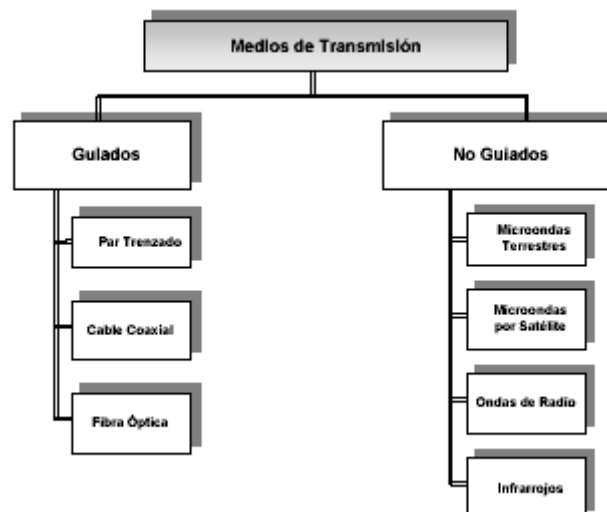 Medios de Transmisión
Guiados
No Guiados
Par Trenzado
Cable Coaxial
Fibra Óptica
Microondas
Terrestres
Microondas
por Satélite
Ondas de Radio
Infrarrojos